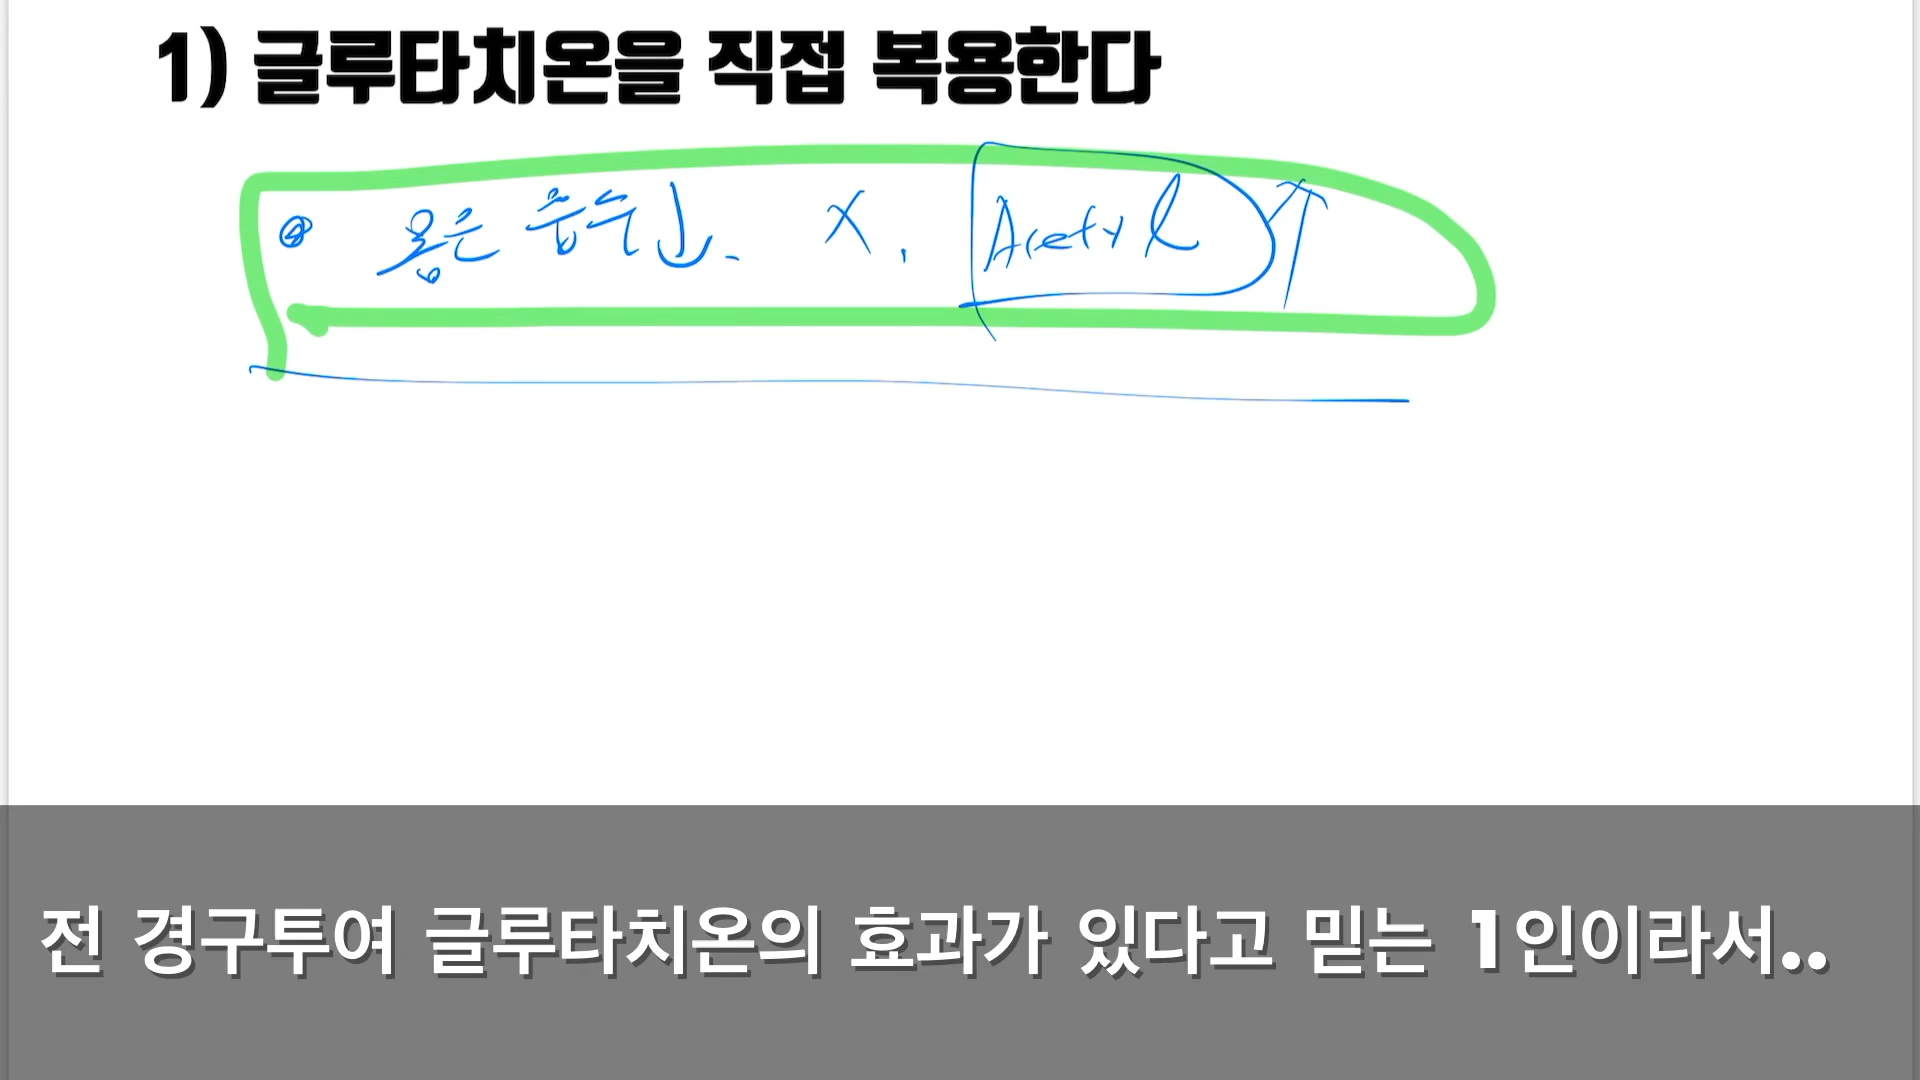 1) 글루타치온을 직접 복용한다
X. Acetyl ↑
전 경구투여 글루타치온의 효과가 있다고 믿는 1인이라서..